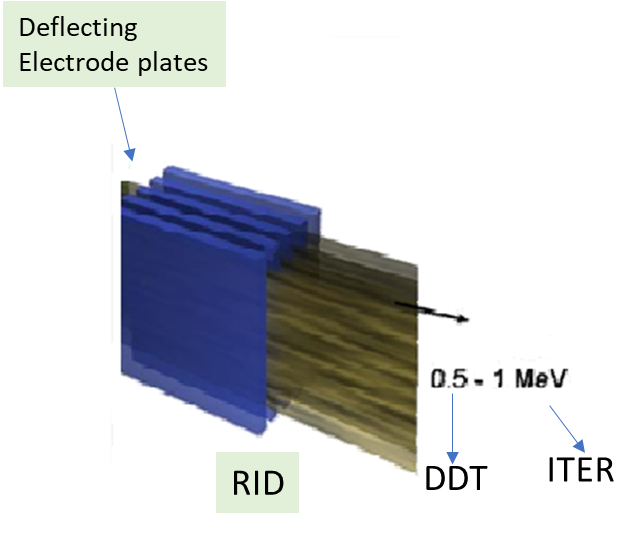 Deflecting
Electrode plates
0.5 - 1 MeV
RID
DDT
ITER